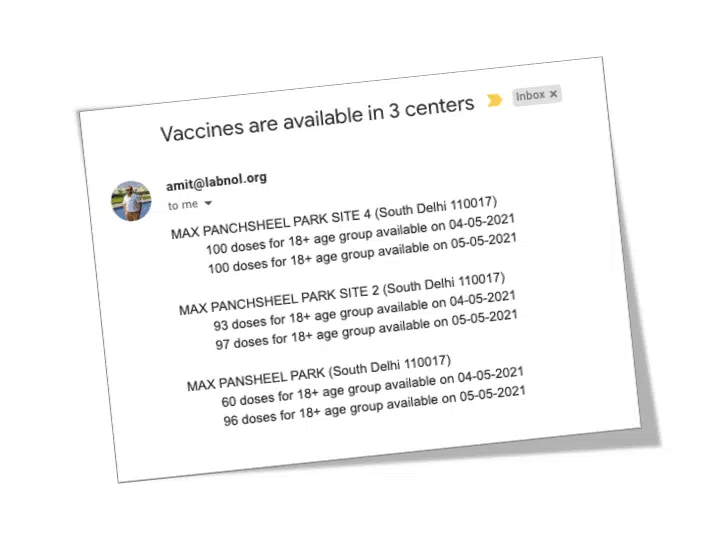 Vaccines are available in 3 centers
Inbox ×
amit@labnol.org
to me
MAX PANCHSHEEL PARK SITE 4 (South Delhi 110017)
100 doses for 18+ age group available on 04-05-2021
100 doses for 18+ age group available on 05-05-2021
MAX PANCHSHEEL PARK SITE 2 (South Delhi 110017)
93 doses for 18+ age group available on 04-05-2021
97 doses for 18+ age group available on 05-05-2021
MAX PANSHEEL PARK (South Delhi 110017)
60 doses for 18+ age group available on 04-05-2021
96 doses for 18+ age group available on 05-05-2021